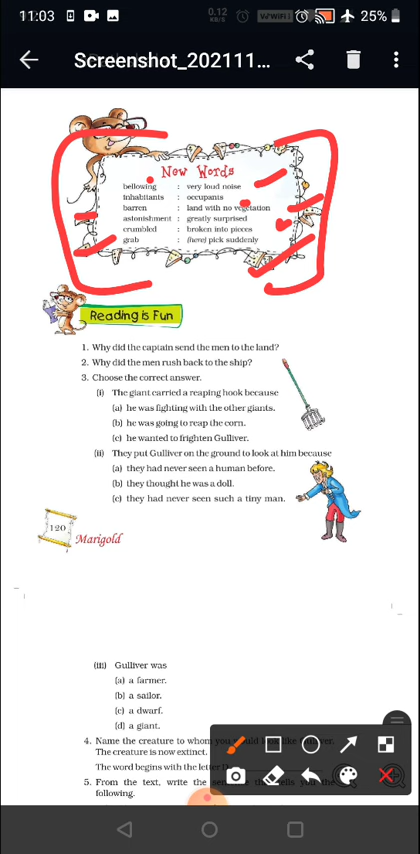 11:03 0.12 KB/S 25%
Screenshot_202111...
New Words
bellowing : very loud noise
inhabitants : occupants
barren : land with no vegetation
astonishment : greatly surprised
crumbled : broken into pieces
grab : (here) pick suddenly
Reading is Fun
1. Why did the captain send the men to the land?
2. Why did the men rush back to the ship?
3. Choose the correct answer.
(i) The giant carried a reaping hook because
(a) he was fighting with the other giants.
(b) he was going to reap the corn.
(c) he wanted to frighten Gulliver.
(ii) They put Gulliver on the ground to look at him because
(a) they had never seen a human before.
(b) they thought he was a doll.
(c) they had never seen such a tiny man.
120
Marigold
(iii) Gulliver was
(a) a farmer.
(b) a sailor.
(c) a dwarf.
(d) a giant.
4. Name the creature to whom you would look like
The creature is now extinct.
The word begins with the letter
5. From the text, write the the
following.